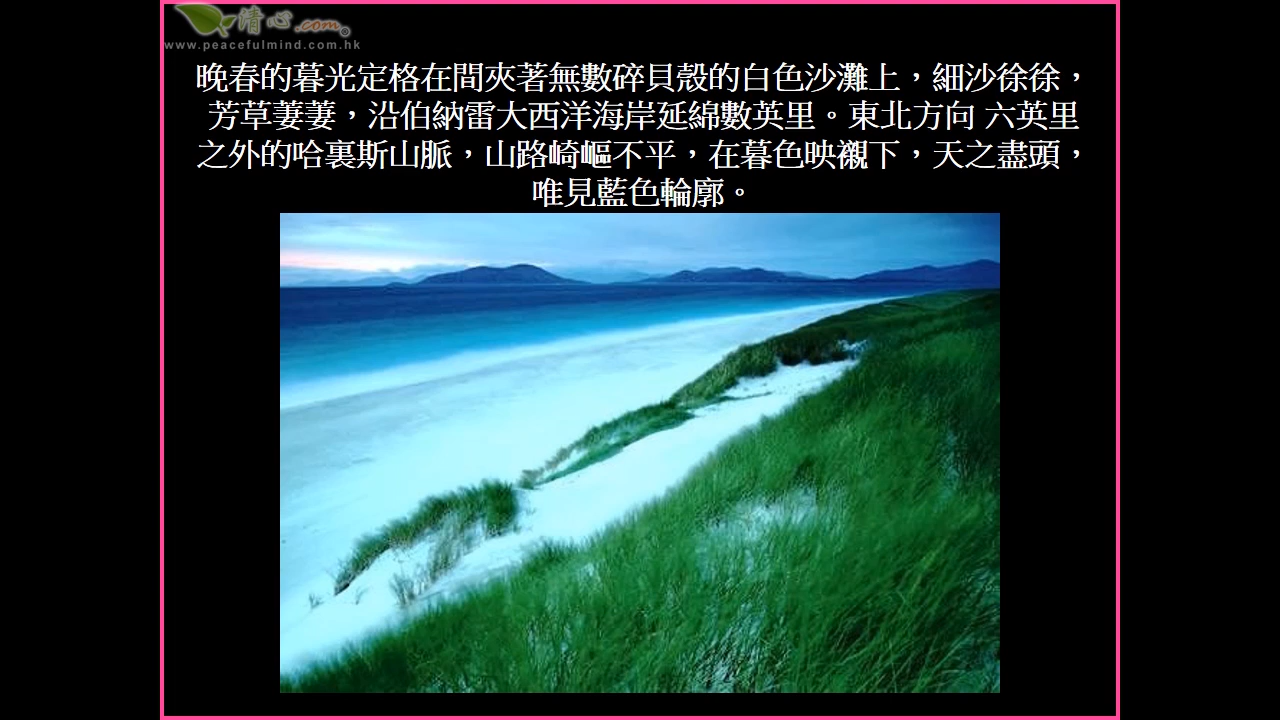 清心.com®
www.peacefulmind.com.hk
晚春的暮光定格在間夾著無數碎貝殼的白色沙灘上，細沙徐徐，
芳草萋萋，沿伯納雷大西洋海岸延綿數英里。東北方向 六英里
之外的哈裏斯山脈，山路崎嶇不平，在暮色映襯下，天之盡頭，
唯見藍色輪廓。